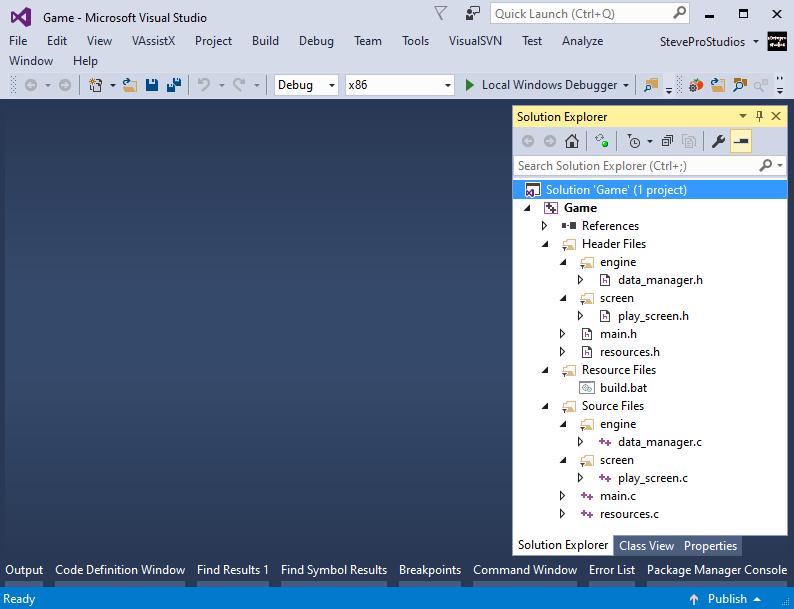 Game - Microsoft Visual Studio
Quick Launch (Ctrl+Q)
File Edit View VAssistX Project Build Debug Team Tools VisualSVN Test Analyze SteveProStudios
Window Help
Debug x86 Local Windows Debugger
Solution Explorer
Search Solution Explorer (Ctrl+;)
Solution 'Game' (1 project)
Game
References
Header Files
engine
data_manager.h
screen
play_screen.h
main.h
resources.h
Resource Files
build.bat
Source Files
engine
data_manager.c
screen
play_screen.c
main.c
resources.c
Solution Explorer Class View Properties
Output Code Definition Window Find Results 1 Find Symbol Results Breakpoints Command Window Error List Package Manager Console
Ready Publish